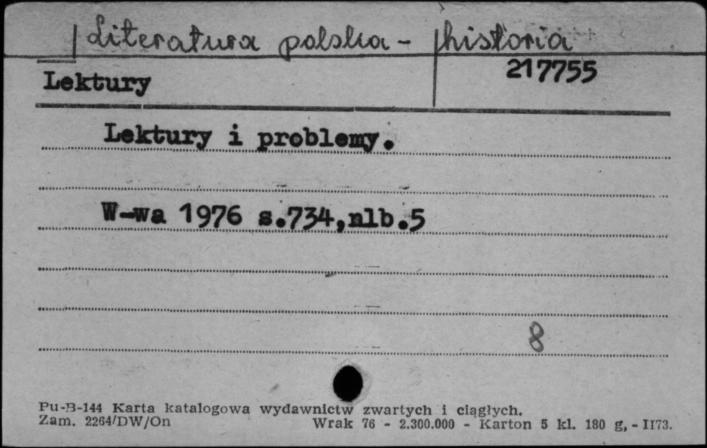 Literatura polska - historia
217755
Lektury
Lektury i problemy.
W-wa 1976 s.734,nlb.5
8
Pu-B-144 Karta katalogowa wydawnictw zwartych i ciągłych.
Zam. 2264/DW/On Wrak 76 - 2.300.000 - Karton 5 kl. 180 g, - II73.